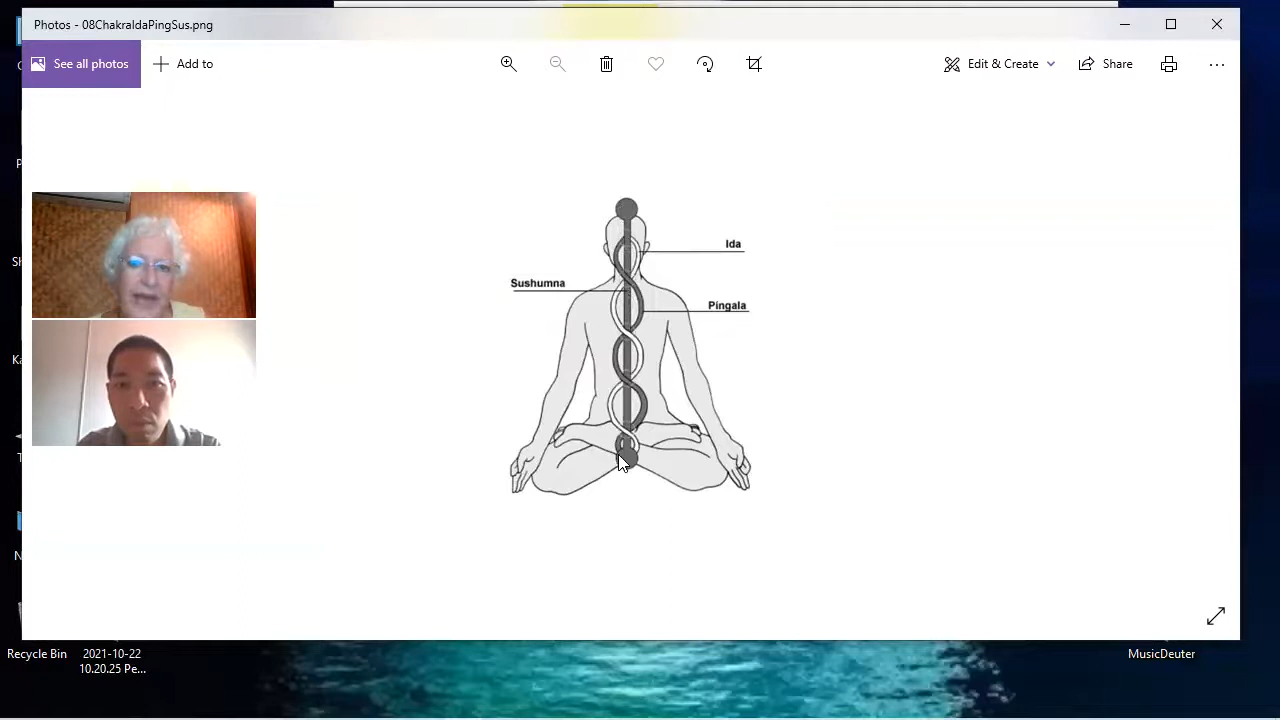 Photos - 08ChakraIdaPingSus.png
See all photos
Add to
Edit & Create
Share
Ida
Sushumna
Pingala
Recycle Bin
2021-10-22
10.20.25 Pe...
MusicDeuter